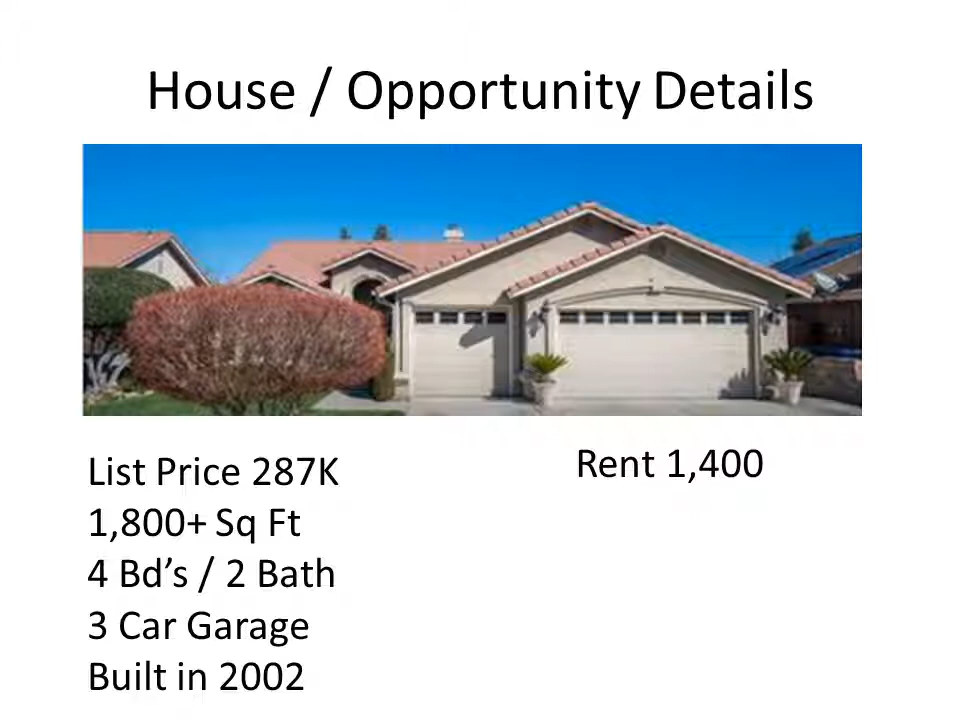 House / Opportunity Details
List Price 287K
1,800+ Sq Ft
4 Bd’s / 2 Bath
3 Car Garage
Built in 2002
Rent 1,400